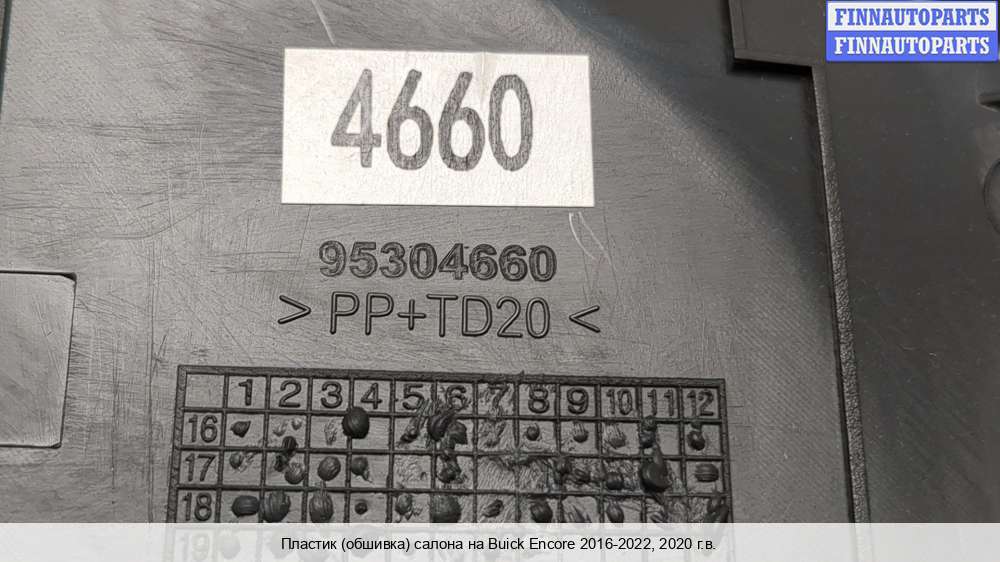 FINNAUTOPARTS
FINNAUTOPARTS
4660
95304660
> PP+TD20 <
1 2 3 4 5 6 7 8 9 10 11 12
16
17
18
19
Пластик (обшивка) салона на Buick Encore 2016-2022, 2020 г.в.